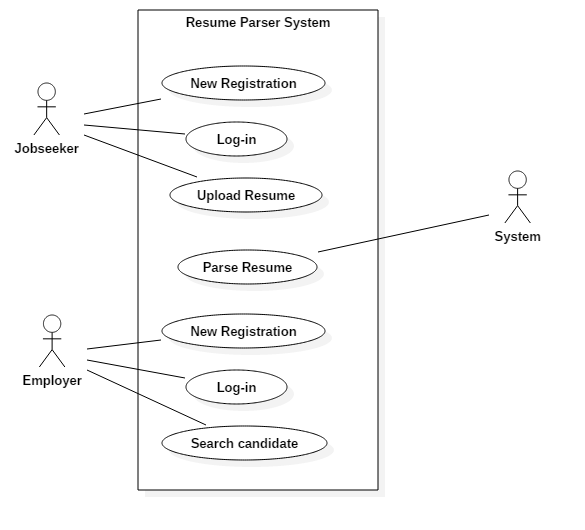 Resume Parser System
New Registration
Log-in
Jobseeker
Upload Resume
System
Parse Resume
New Registration
Employer
Log-in
Search candidate